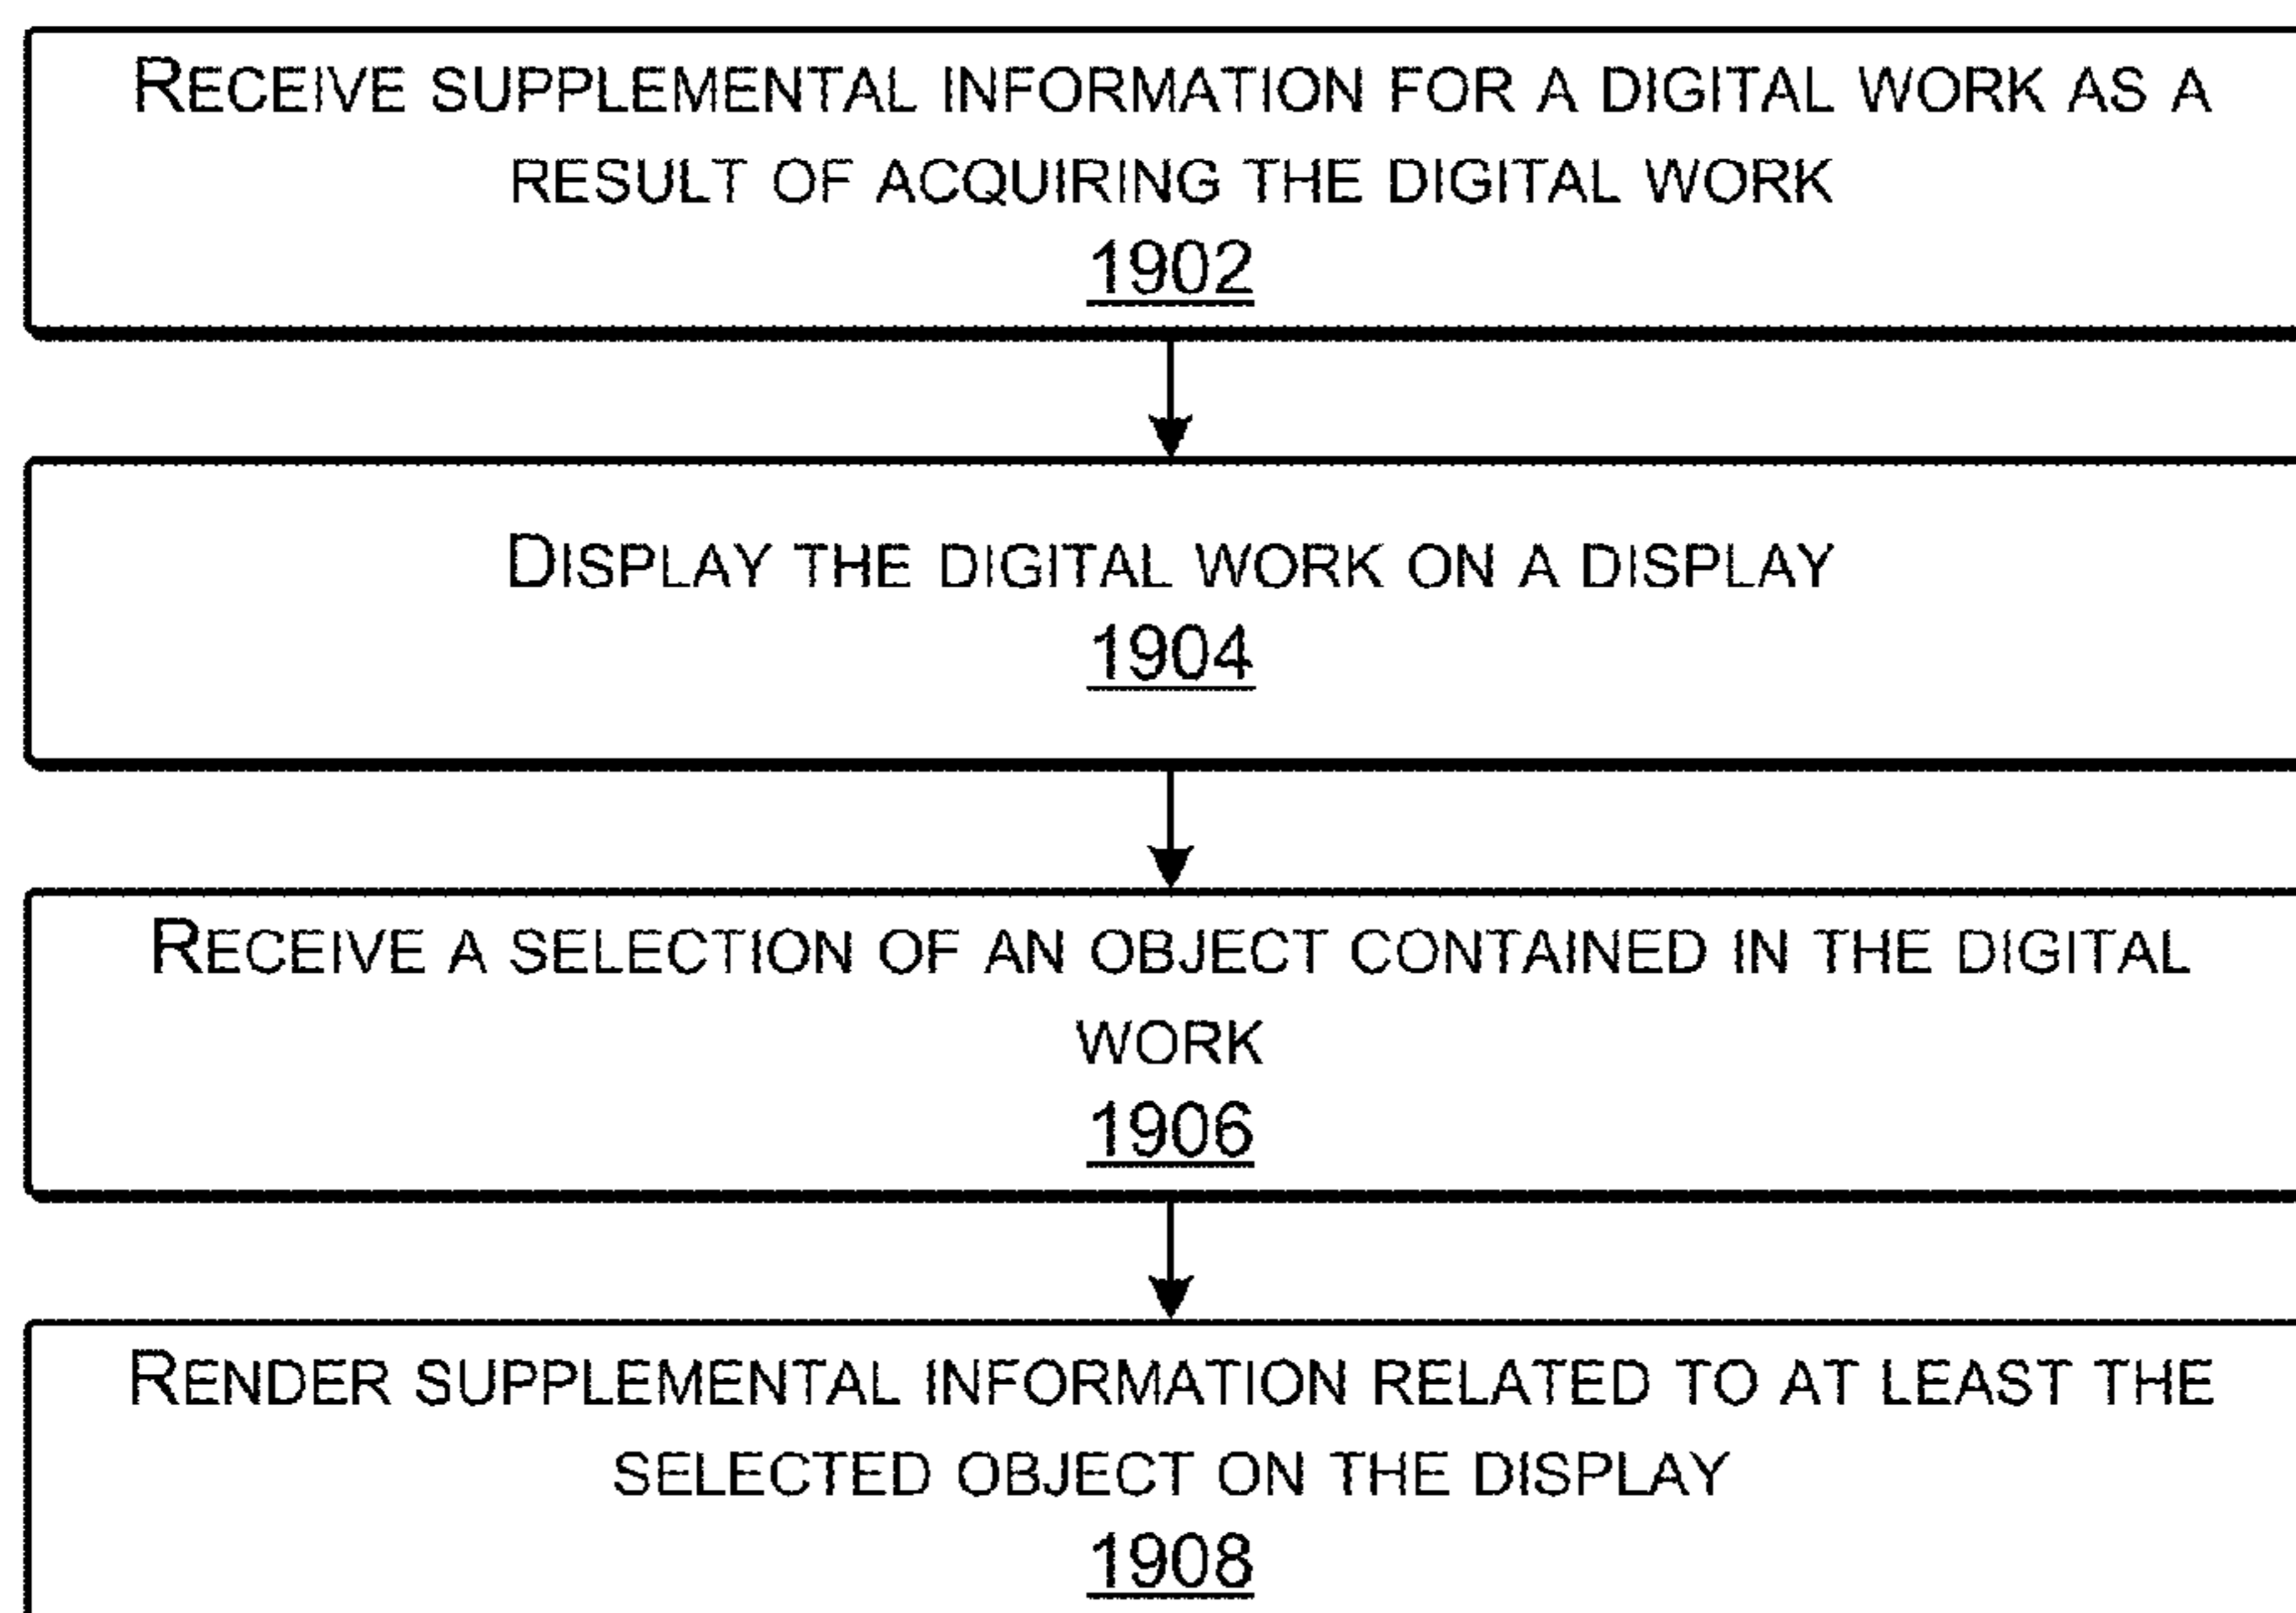 RECEIVE SUPPLEMENTAL INFORMATION FOR A DIGITAL WORK AS A
RESULT OF ACQUIRING THE DIGITAL WORK
1902
DISPLAY THE DIGITAL WORK ON A DISPLAY
1904
RECEIVE A SELECTION OF AN OBJECT CONTAINED IN THE DIGITAL
WORK
1906
RENDER SUPPLEMENTAL INFORMATION RELATED TO AT LEAST THE
SELECTED OBJECT ON THE DISPLAY
1908